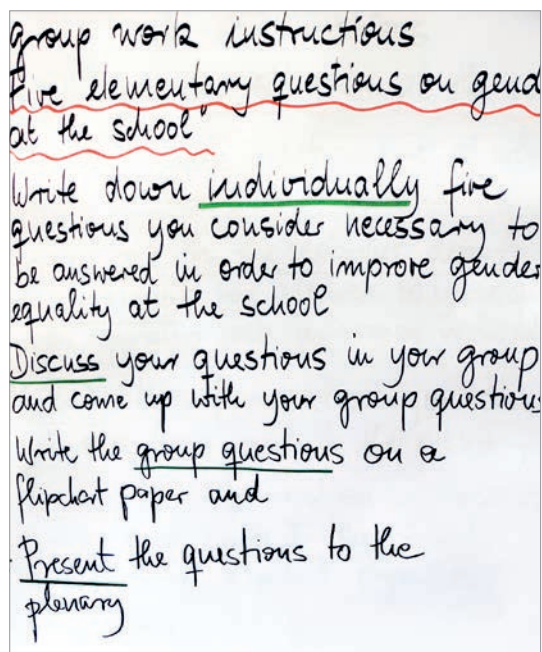 group work instructions
Five "elementary questions on gend
at the school"
Write down individually five
questions you consider necessary to
be answered in order to improve gender
equality at the school
Discuss your questions in your group
and come up with your group questions
Write the group questions on a
flipchart paper and
Present the questions to the
plenary